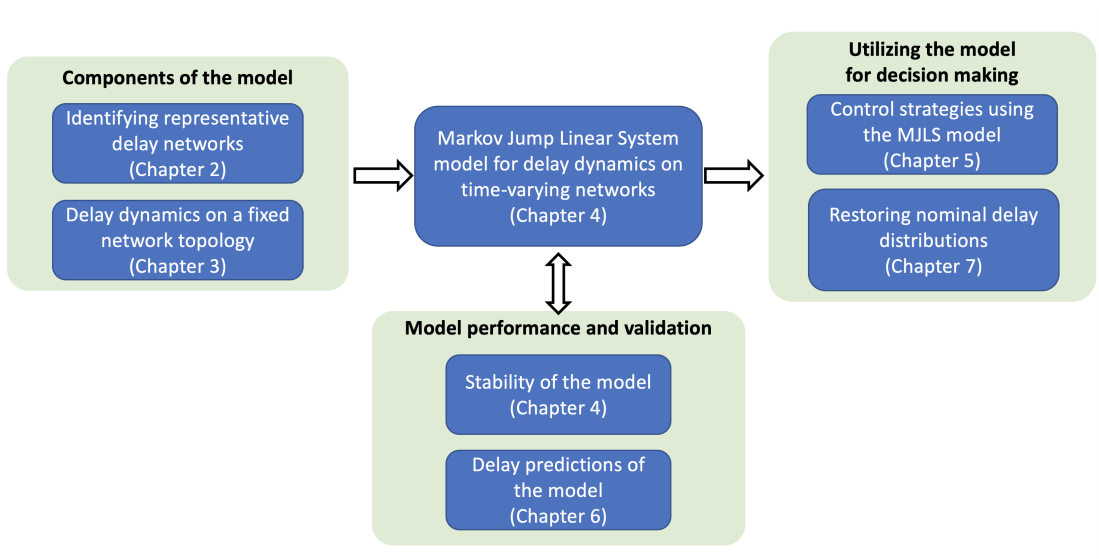 Components of the model
Identifying representative
delay networks
(Chapter 2)
Delay dynamics on a fixed
network topology
(Chapter 3)
Markov Jump Linear System
model for delay dynamics on
time-varying networks
(Chapter 4)
Utilizing the model
for decision making
Control strategies using
the MJLS model
(Chapter 5)
Restoring nominal delay
distributions
(Chapter 7)
Model performance and validation
Stability of the model
(Chapter 4)
Delay predictions of
the model
(Chapter 6)